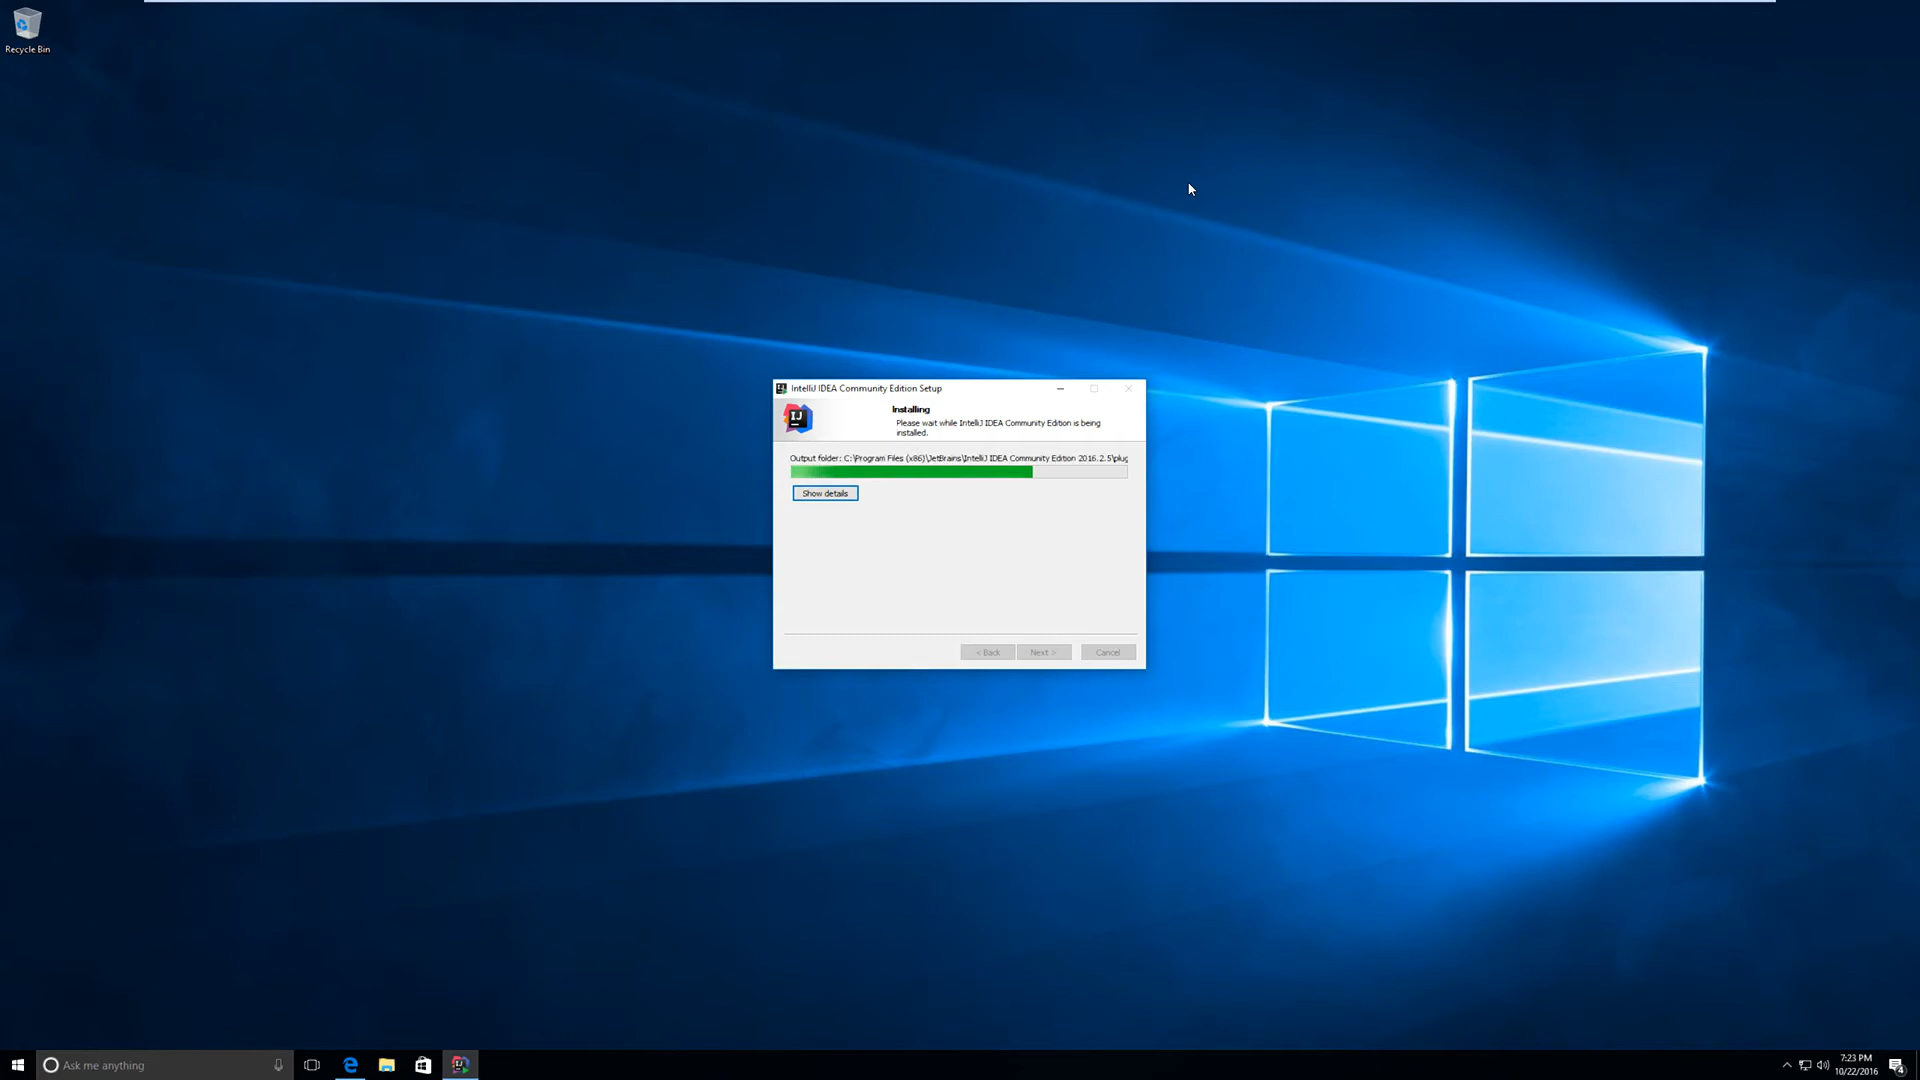 Recycle Bin
IntelliJ IDEA Community Edition Setup
IJ
Installing
Please wait while IntelliJ IDEA Community Edition is being
installed.
Output folder: C:\Program Files (x86)\JetBrains\IntelliJ IDEA Community Edition 2016.2.5\plug
Show details
< Back
Next >
Cancel
Ask me anything
7:23 PM
10/22/2016
4